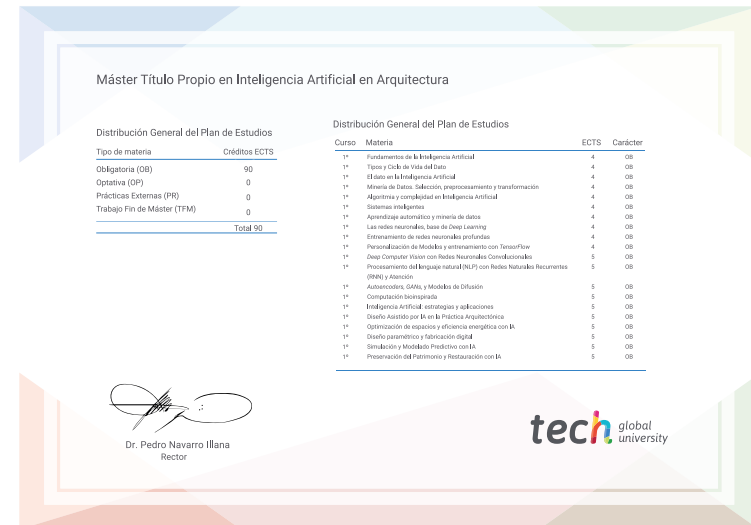 Máster Título Propio en Inteligencia Artificial en Arquitectura
Distribución General del Plan de Estudios
Tipo de materia Créditos ECTS
Obligatoria (OB) 90
Optativa (OP) 0
Prácticas Externas (PR) 0
Trabajo Fin de Máster (TFM) 0
Total 90
Distribución General del Plan de Estudios
Curso Materia ECTS Carácter
1º Fundamentos de la Inteligencia Artificial 4 OB
1º Tipos y Ciclo de Vida del Dato 4 OB
1º El dato en la Inteligencia Artificial 4 OB
1º Minería de Datos. Selección, preprocesamiento y transformación 4 OB
1º Algoritmia y complejidad en Inteligencia Artificial 4 OB
1º Sistemas inteligentes 4 OB
1º Aprendizaje automático y minería de datos 4 OB
1º Las redes neuronales, base de Deep Learning 4 OB
1º Entrenamiento de redes neuronales profundas 4 OB
1º Personalización de Modelos y entrenamiento con TensorFlow 4 OB
1º Deep Computer Vision con Redes Neuronales Convolucionales 5 OB
1º Procesamiento del lenguaje natural (NLP) con Redes Naturales Recurrentes 5 OB
(RNN) y Atención
1º Autoencoders, GANs, y Modelos de Difusión 5 OB
1º Computación bioinspirada 5 OB
1º Inteligencia Artificial: estrategias y aplicaciones 5 OB
1º Diseño Asistido por IA en la Práctica Arquitectónica 5 OB
1º Optimización de espacios y eficiencia energética con IA 5 OB
1º Diseño paramétrico y fabricación digital 5 OB
1º Simulación y Modelado Predictivo con IA 5 OB
1º Preservación del Patrimonio y Restauración con IA 5 OB
Dr. Pedro Navarro Illana
Rector
tech global
university